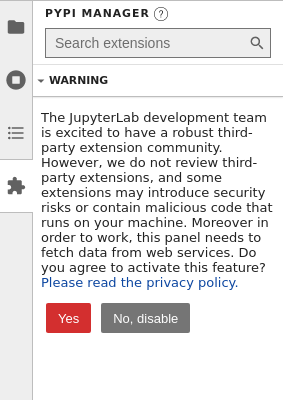 PYPI MANAGER ?
Search extensions
WARNING
The JupyterLab development team
is excited to have a robust third-
party extension community.
However, we do not review third-
party extensions, and some
extensions may introduce security
risks or contain malicious code that
runs on your machine. Moreover in
order to work, this panel needs to
fetch data from web services. Do
you agree to activate this feature?
Please read the privacy policy.
Yes No, disable